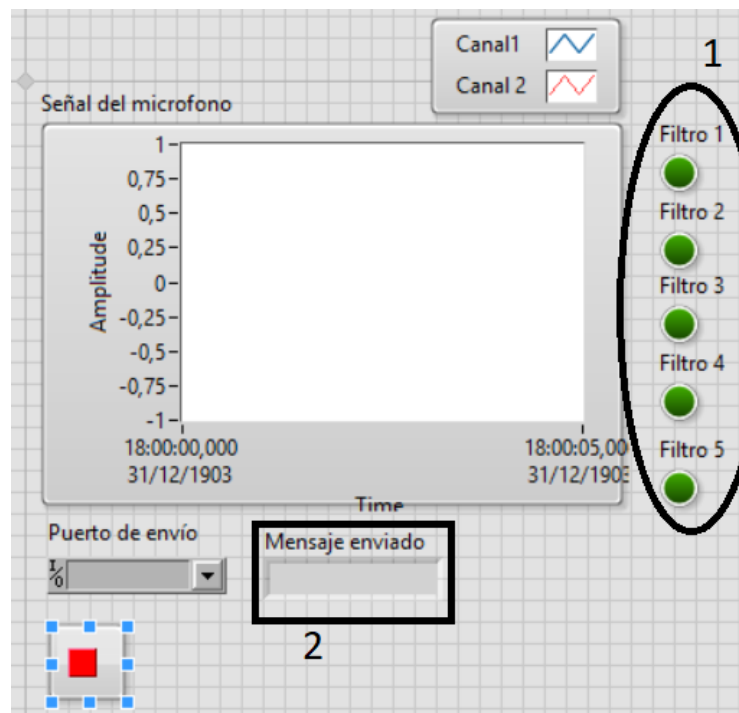 Canal1
Canal 2
1
Señal del microfono
Filtro 1
Filtro 2
Filtro 3
Filtro 4
Filtro 5
1
0,75
0,5
0,25
0
-0,25
-0,5
-0,75
-1
Amplitude
18:00:00,000
31/12/1903
18:00:05,00
31/12/1903
Time
Puerto de envío
Mensaje enviado
I/0
2